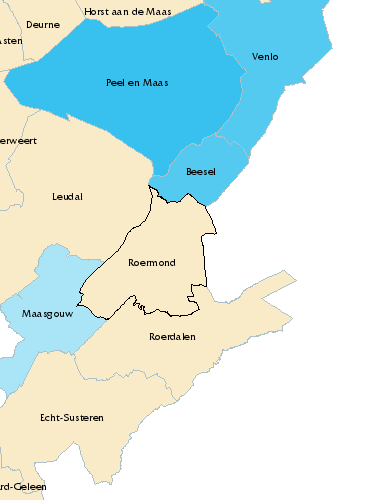 Horst aan de Maas
Deurne
sten
Venlo
Peel en Maas
erweert
Beesel
Leudal
Roermond
Maasgouw
Roerdalen
Echt-Susteren
rd-Geleen